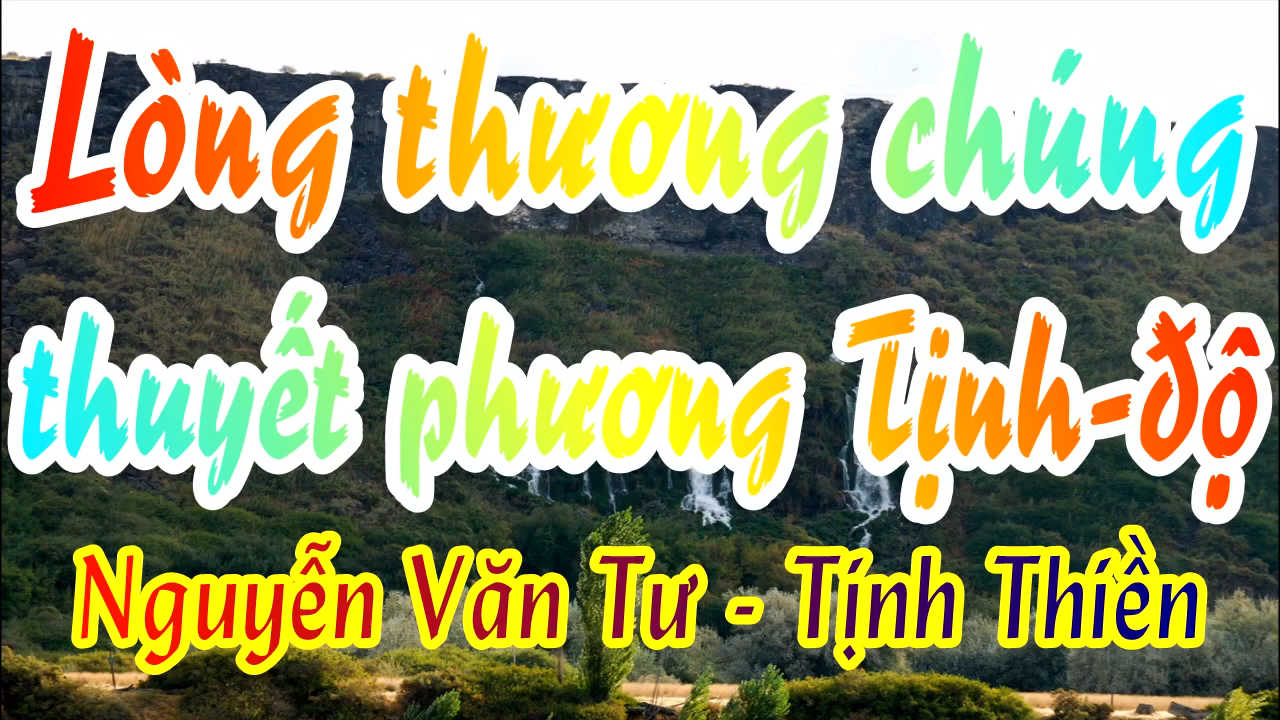 Lòng thương chúng
thuyết phương Tịnh-độ
Nguyễn Văn Tư - Tịnh Thiền